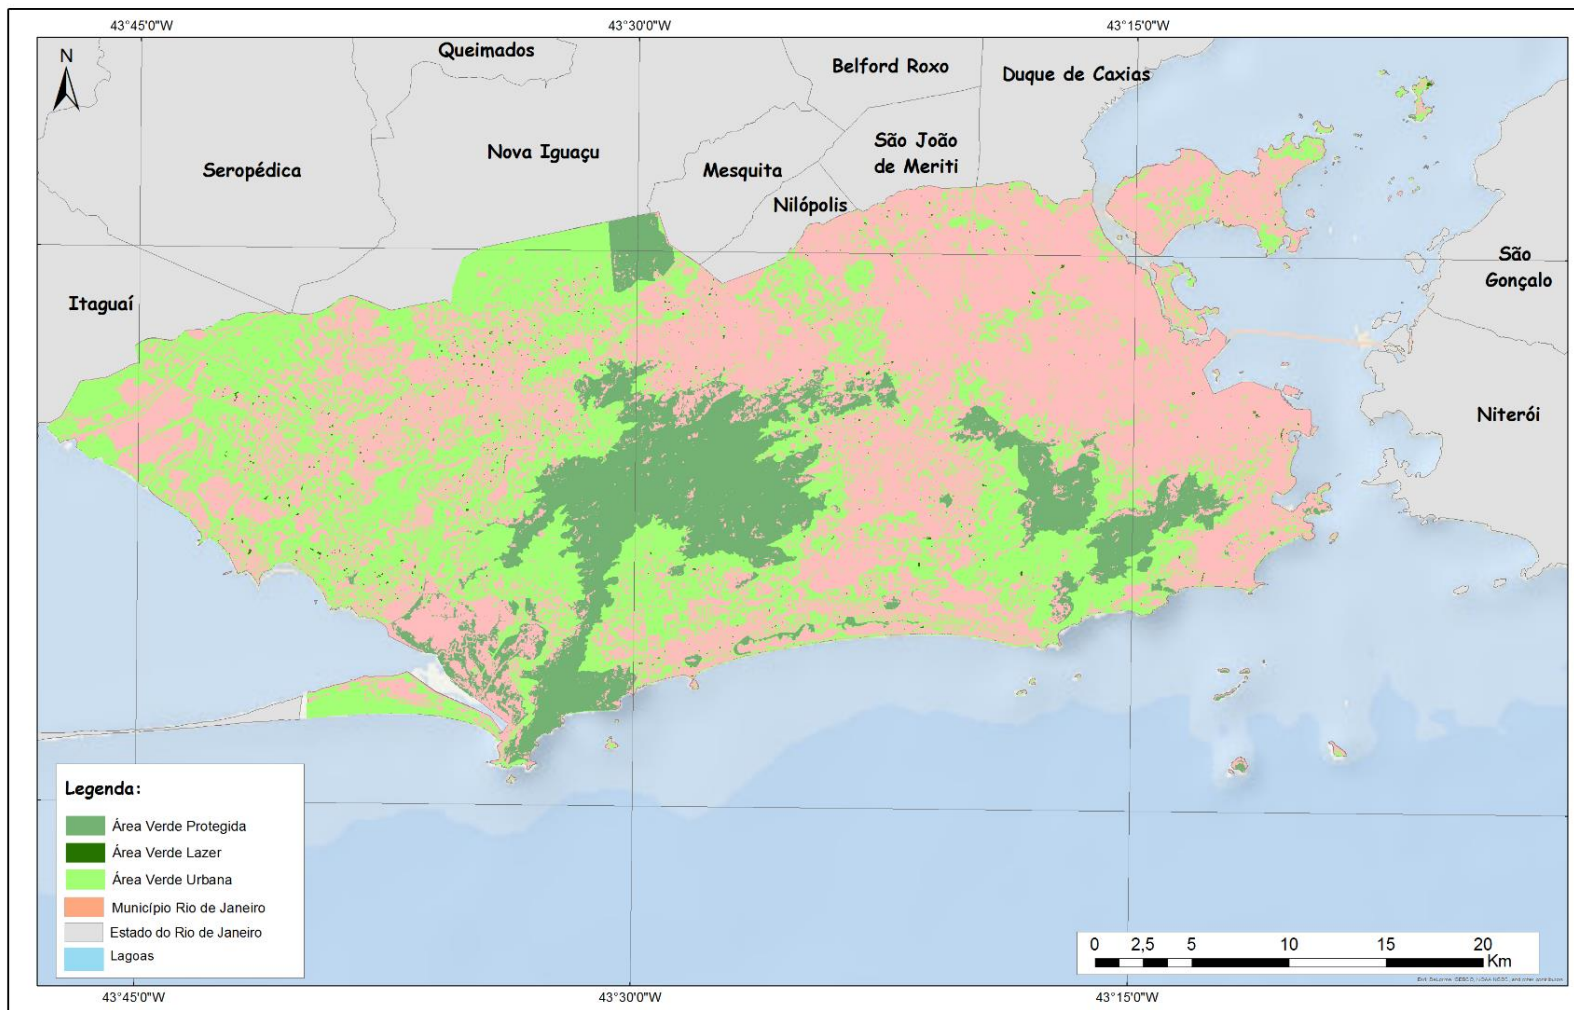 43°45'0"W 43°30'0"W 43°15'0"W
N
Queimados
Belford Roxo
Duque de Caxias
São João
de Meriti
Nova Iguaçu
Seropédica
Mesquita
Nilópolis
São
Gonçalo
Itaguaí
Niterói
Legenda:
Área Verde Protegida
Área Verde Lazer
Área Verde Urbana
Município Rio de Janeiro
Estado do Rio de Janeiro
Lagoas
0 2,5 5 10 15 20
Km
43°45'0"W 43°30'0"W 43°15'0"W